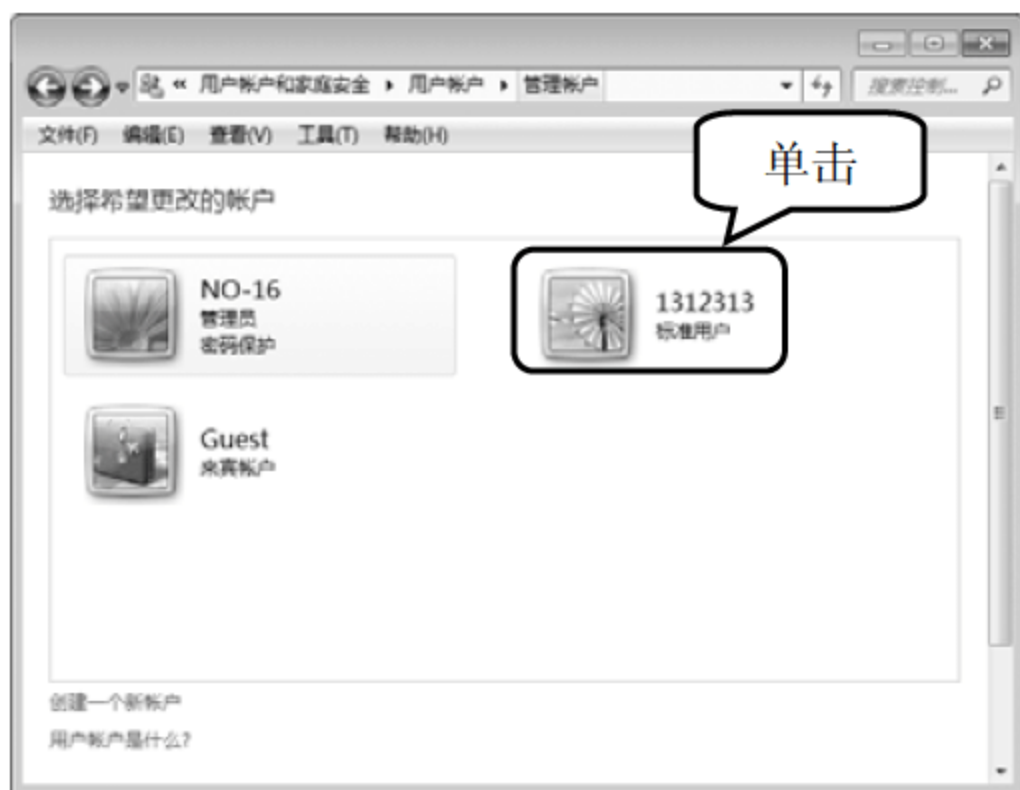 « 用户帐户和家庭安全 ▸ 用户帐户 ▸ 管理帐户
搜索控制...
文件(F) 编辑(E) 查看(V) 工具(T) 帮助(H)
单击
选择希望更改的帐户
NO-16
管理员
密码保护
1312313
标准用户
Guest
来宾帐户
创建一个新帐户
用户帐户是什么?